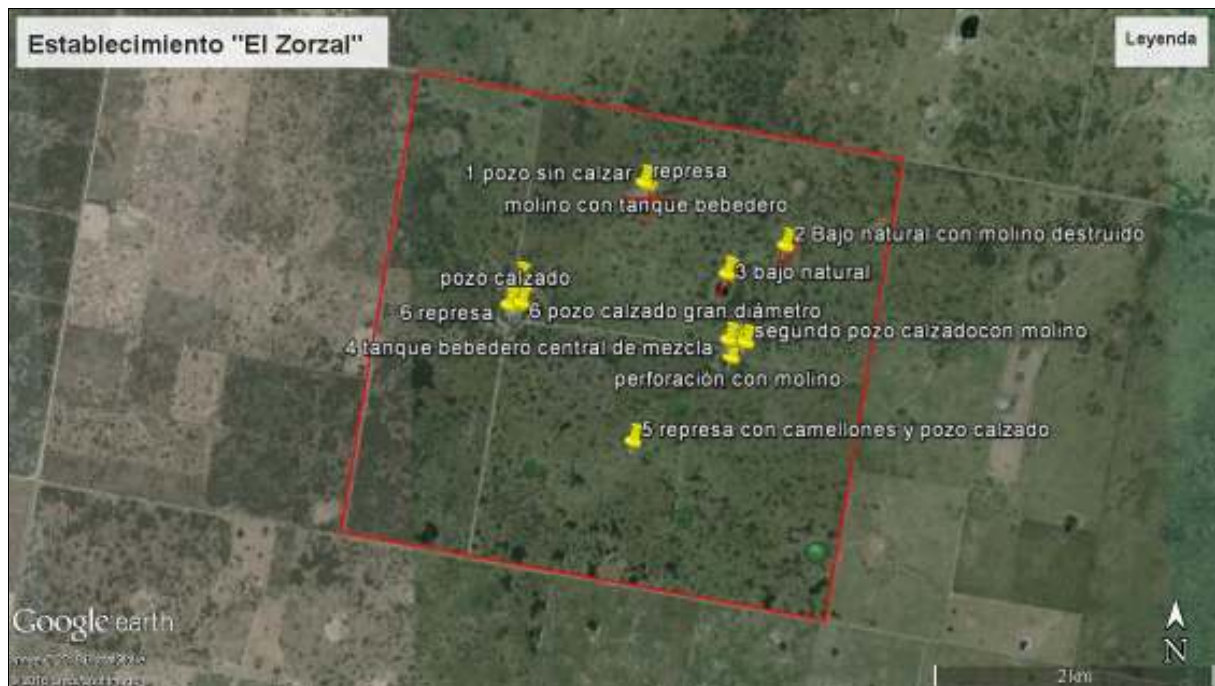 Establecimiento "El Zorzal"
Leyenda
1 pozo sin calzar
represa
molino con tanque bebedero
2 Bajo natural con molino destruido
3 bajo natural
pozo calzado
6 represa
6 pozo calzado gran diámetro
segundo pozo calzadocon molino
4 tanque bebedero central de mezcla
perforación con molino
5 represa con camellones y pozo calzado
Google earth
N
2 km